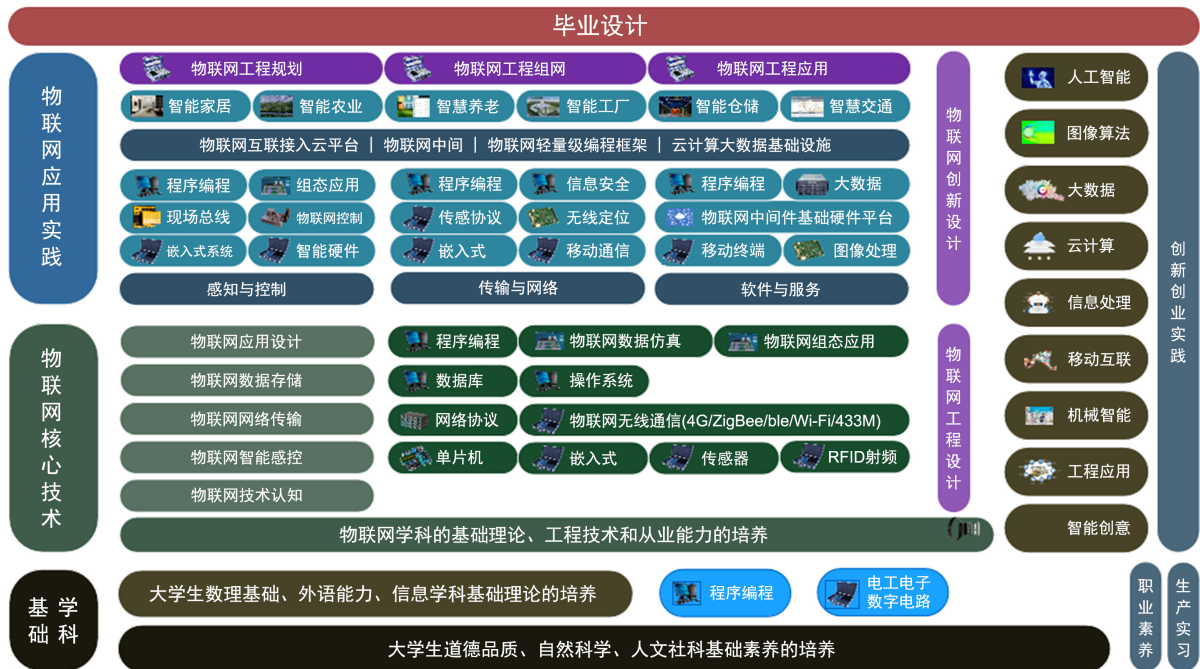 毕业设计
物联网应用实践
物联网工程规划
物联网工程组网
物联网工程应用
智能家居
智能农业
智慧养老
智能工厂
智能仓储
智慧交通
物联网互联接入云平台 | 物联网中间 | 物联网轻量级编程框架 | 云计算大数据基础设施
程序编程
组态应用
程序编程
信息安全
程序编程
大数据
现场总线
物联网控制
传感协议
无线定位
物联网中间件基础硬件平台
嵌入式系统
智能硬件
嵌入式
移动通信
移动终端
图像处理
感知与控制
传输与网络
软件与服务
物联网创新设计
物联网核心技术
物联网应用设计
程序编程
物联网数据仿真
物联网组态应用
物联网数据存储
数据库
操作系统
物联网网络传输
网络协议
物联网无线通信(4G/ZigBee/ble/Wi-Fi/433M)
物联网智能感控
单片机
嵌入式
传感器
RFID射频
物联网技术认知
物联网工程设计
物联网学科的基础理论、工程技术和从业能力的培养
人工智能
图像算法
大数据
云计算
信息处理
移动互联
机械智能
工程应用
智能创意
创新创业实践
基础学科
大学生数理基础、外语能力、信息学科基础理论的培养
程序编程
电工电子
数字电路
大学生道德品质、自然科学、人文社科基础素养的培养
职业素养
生产实习